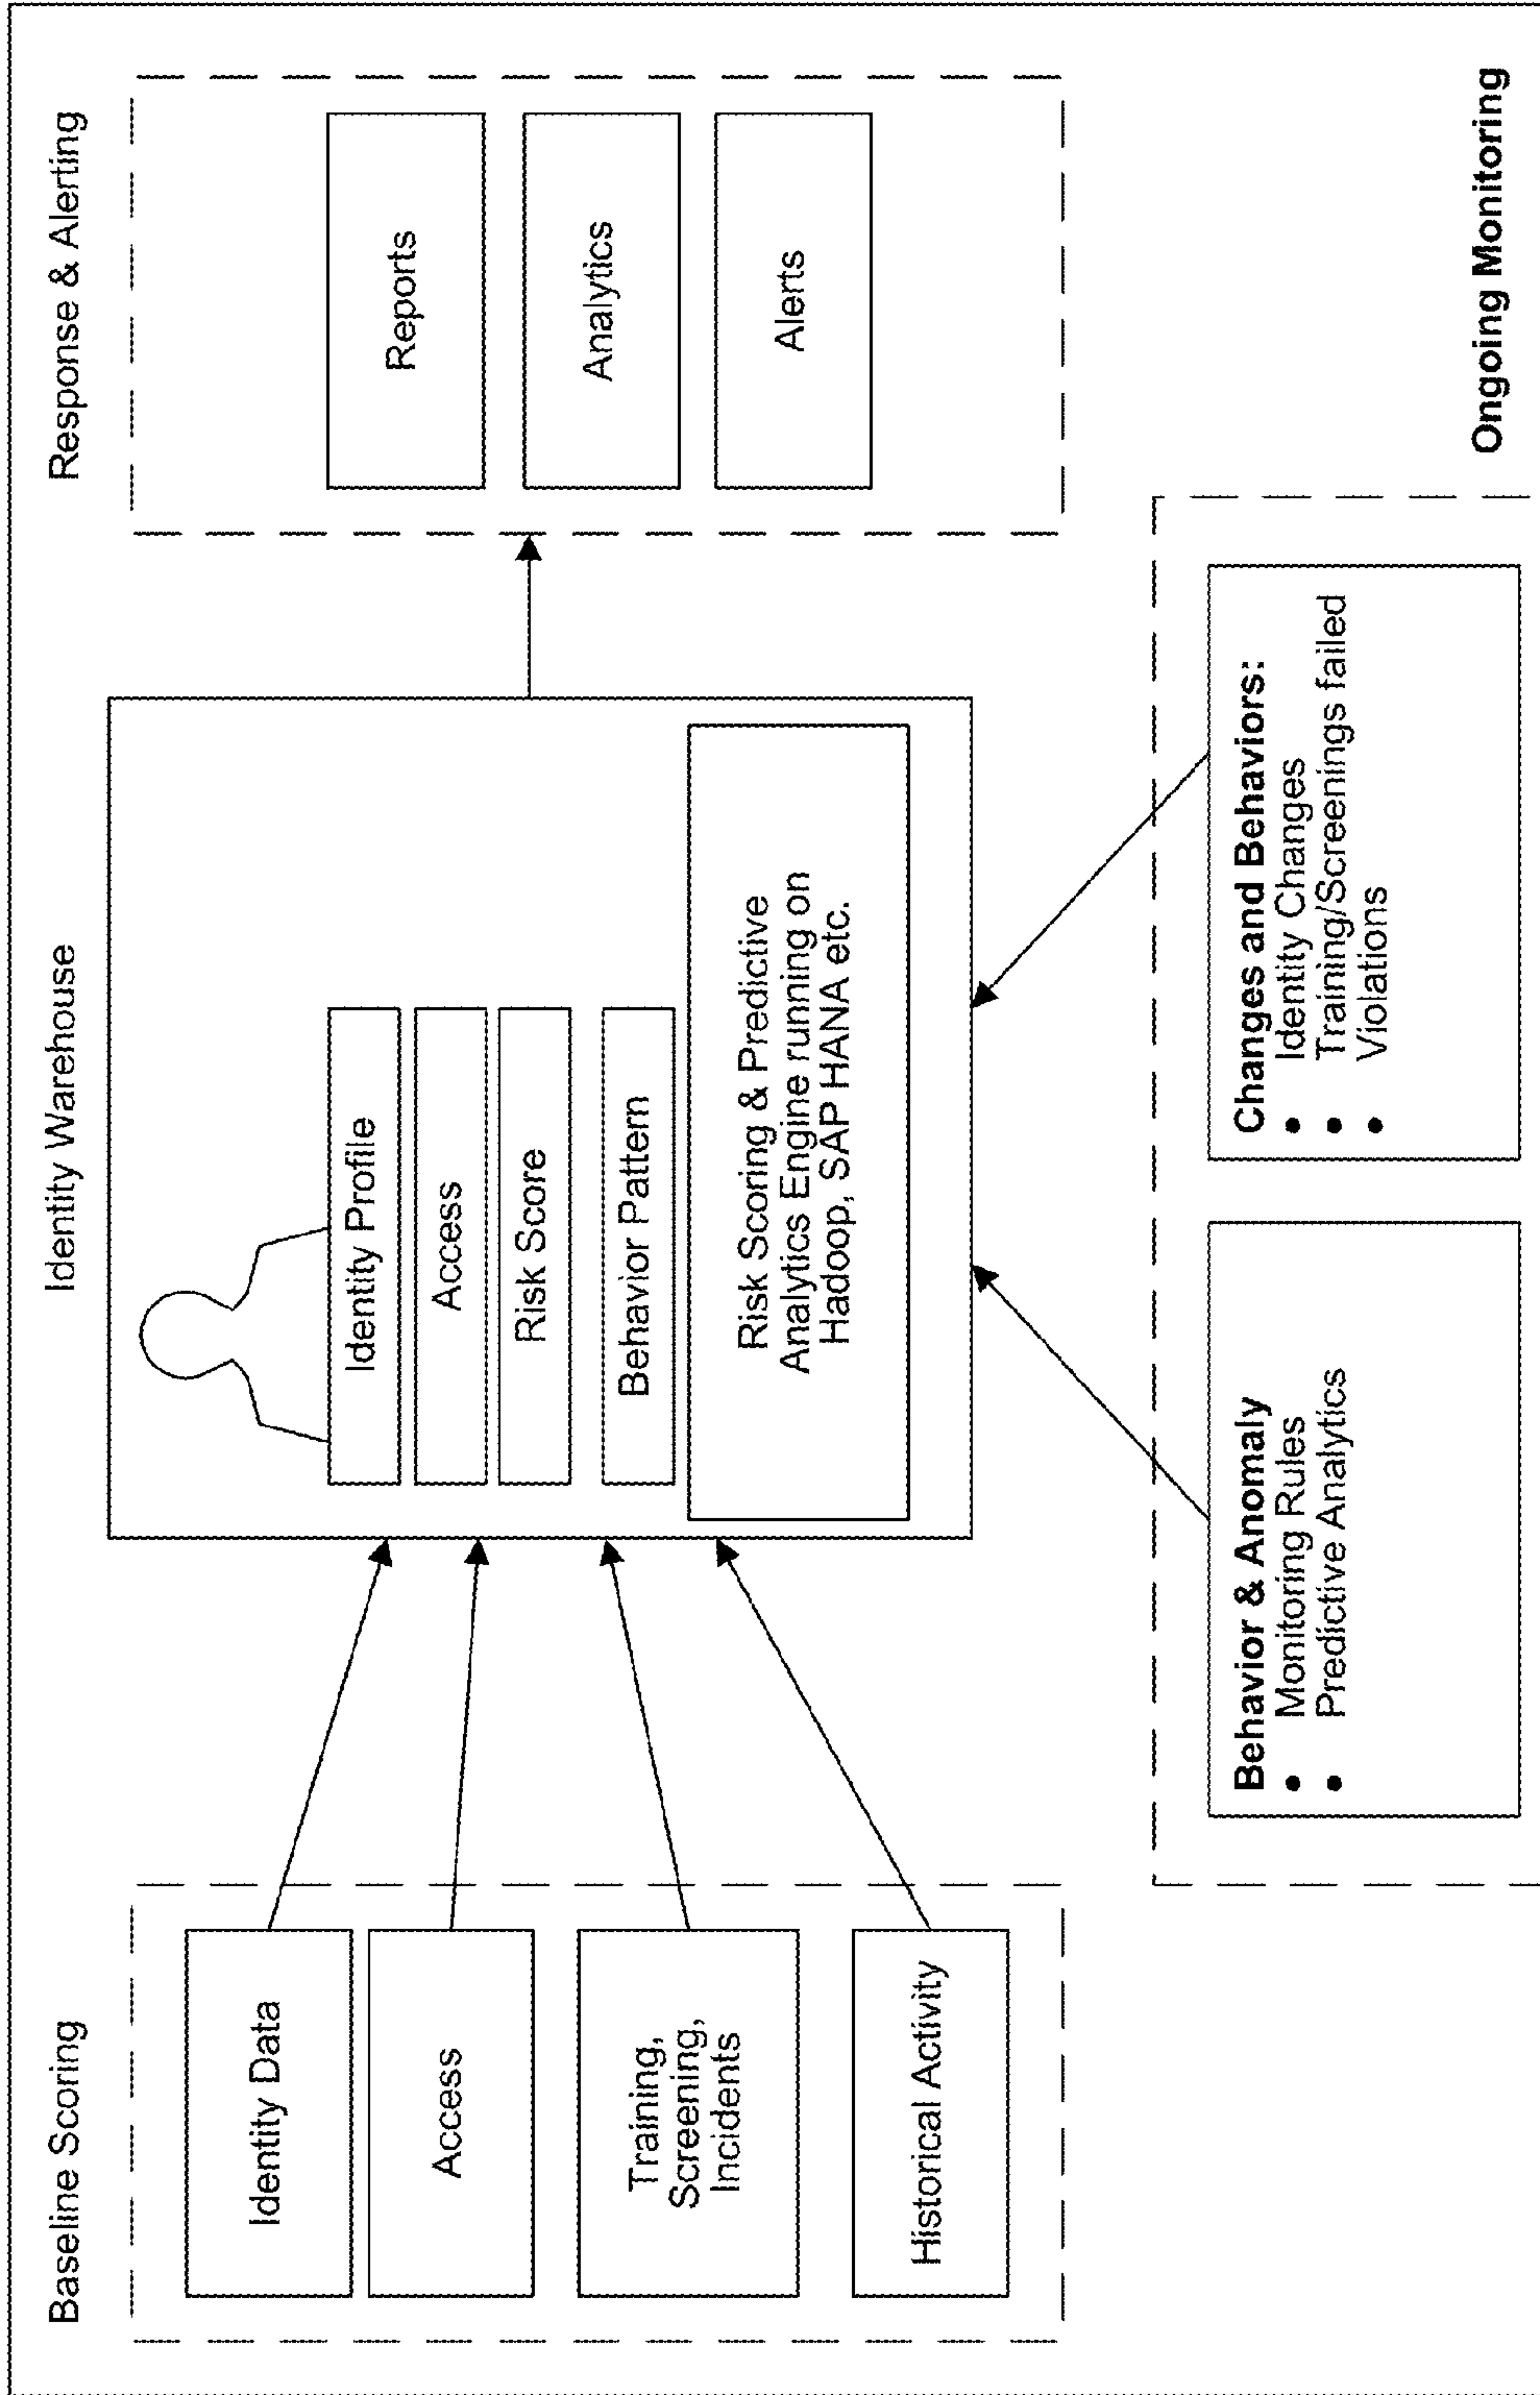 Baseline Scoring
Identity Data
Access
Training,
Screening,
Incidents
Historical Activity
Identity Warehouse
Identity Profile
Access
Risk Score
Behavior Pattern
Risk Scoring & Predictive
Analytics Engine running on
Hadoop, SAP HANA etc.
Response & Alerting
Reports
Analytics
Alerts
Behavior & Anomaly
• Monitoring Rules
• Predictive Analytics
Changes and Behaviors:
• Identity Changes
• Training/Screenings failed
• Violations
Ongoing Monitoring